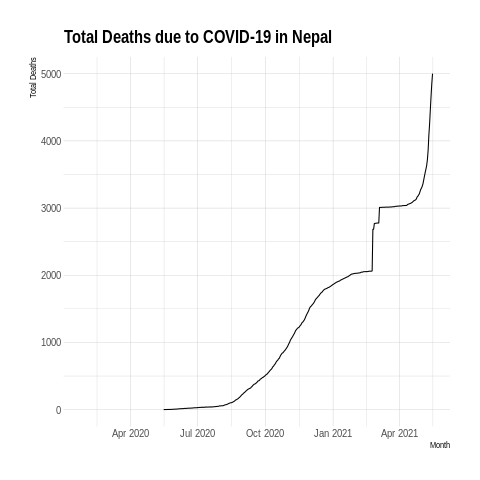 Total Deaths due to COVID-19 in Nepal
Total Deaths
5000
4000
3000
2000
1000
0
Apr 2020 Jul 2020 Oct 2020 Jan 2021 Apr 2021
Month